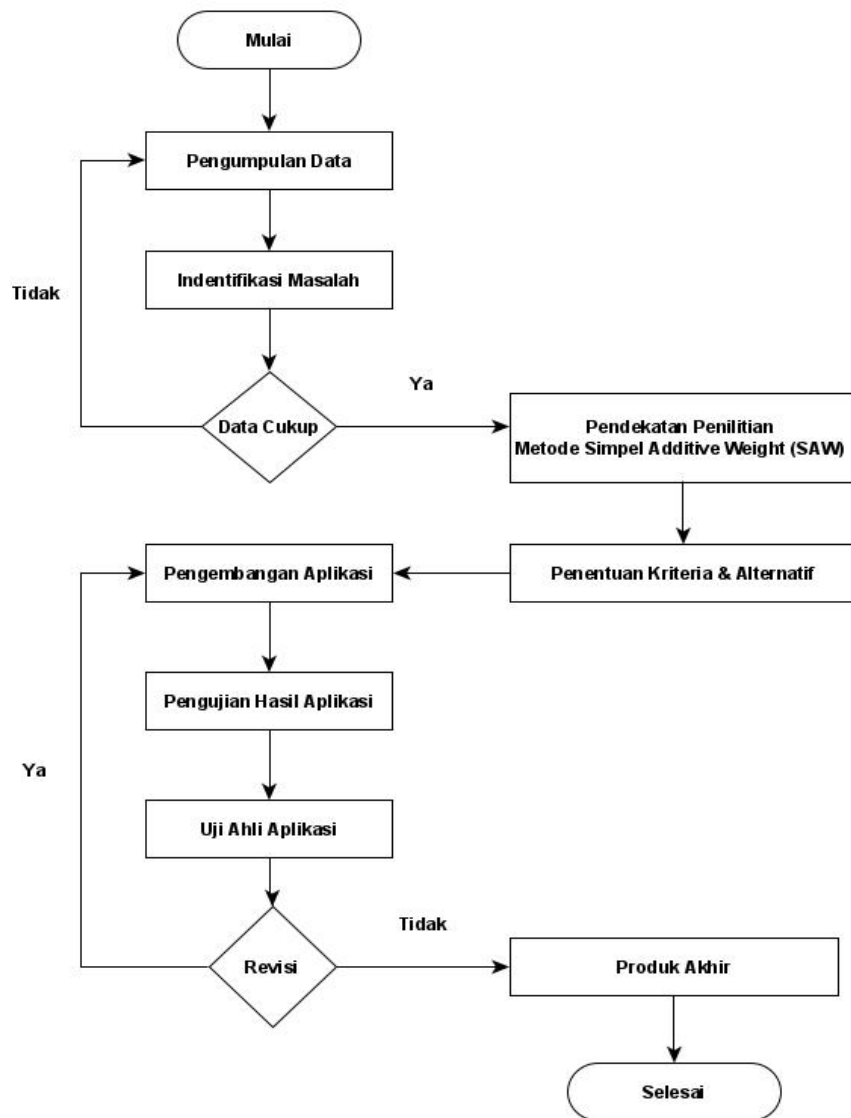 Mulai
Pengumpulan Data
Indentifikasi Masalah
Tidak
Data Cukup
Ya
Pendekatan Penilitian
Metode Simpel Additive Weight (SAW)
Pengembangan Aplikasi
Penentuan Kriteria & Alternatif
Pengujian Hasil Aplikasi
Ya
Uji Ahli Aplikasi
Revisi
Tidak
Produk Akhir
Selesai